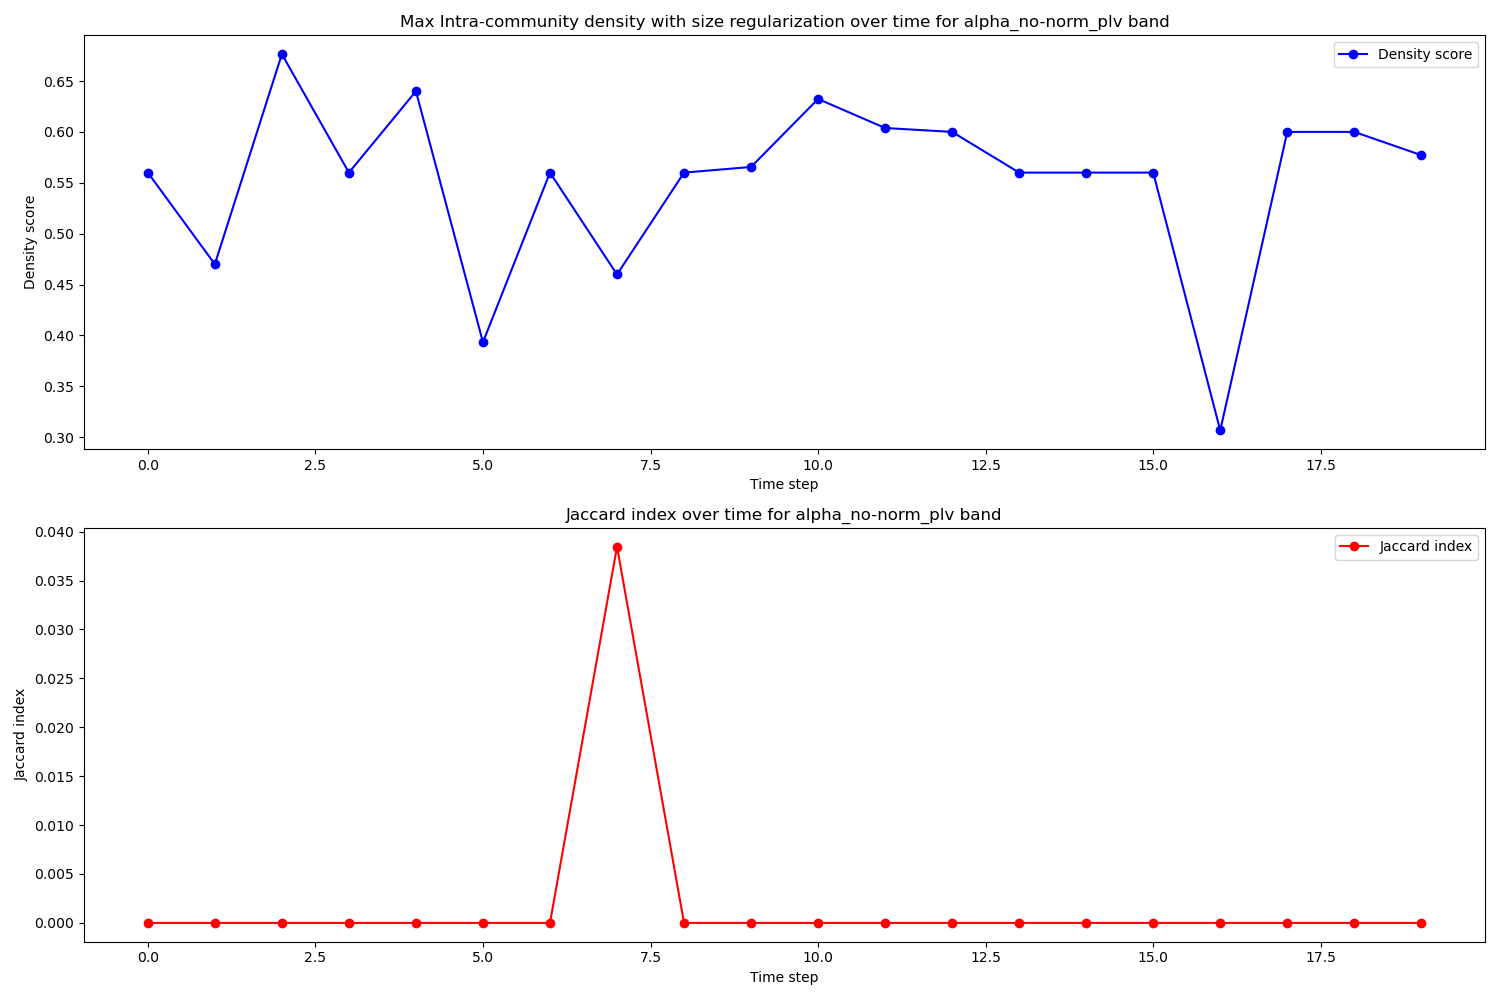 Max Intra-community density with size regularization over time for alpha_no-norm_plv band
Density score
0.65
0.60
0.55
0.50
0.45
0.40
0.35
0.30
Density score
0.0 2.5 5.0 7.5 10.0 12.5 15.0 17.5
Time step
Jaccard index over time for alpha_no-norm_plv band
Jaccard index
0.040
0.035
0.030
0.025
0.020
0.015
0.010
0.005
0.000
Jaccard index
0.0 2.5 5.0 7.5 10.0 12.5 15.0 17.5
Time step